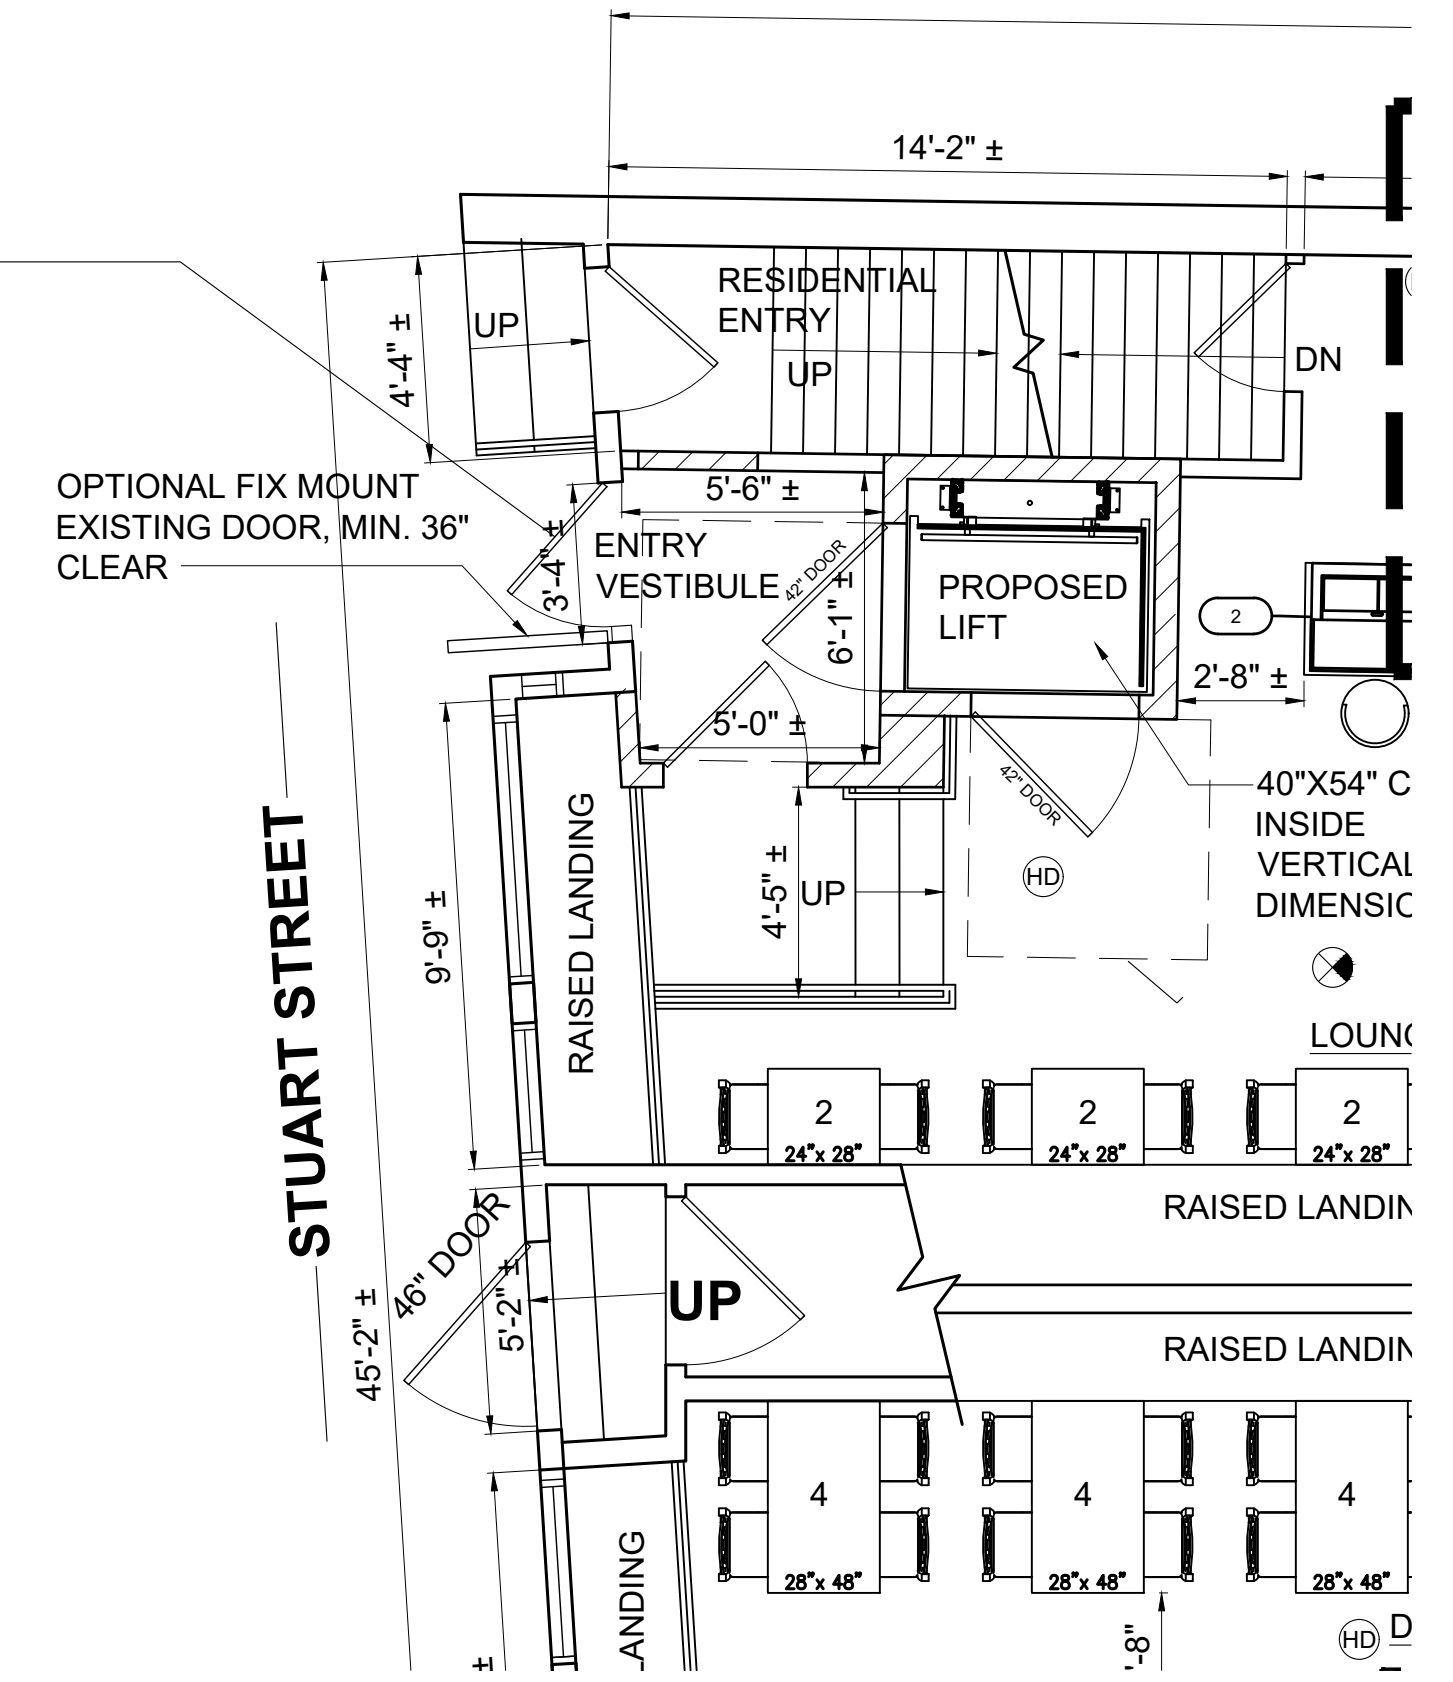 14'-2" ±
RESIDENTIAL
ENTRY
UP
UP
DN
4'-4" ±
OPTIONAL FIX MOUNT
EXISTING DOOR, MIN. 36"
CLEAR
5'-6" ±
3'-4" ±
ENTRY
VESTIBULE
42" DOOR
6'-1" ±
PROPOSED
LIFT
2
2'-8" ±
5'-0" ±
42" DOOR
40"X54" C
INSIDE
VERTICAL
DIMENSIO
STUART STREET
9'-9" ±
RAISED LANDING
4'-5" ±
UP
HD
LOUNG
2
24"x 28"
2
24"x 28"
2
24"x 28"
RAISED LANDIN
46" DOOR
5'-2" ±
UP
45'-2" ±
RAISED LANDIN
4
28"x 48"
4
28"x 48"
4
28"x 48"
LANDING
±
'-8"
HD
D